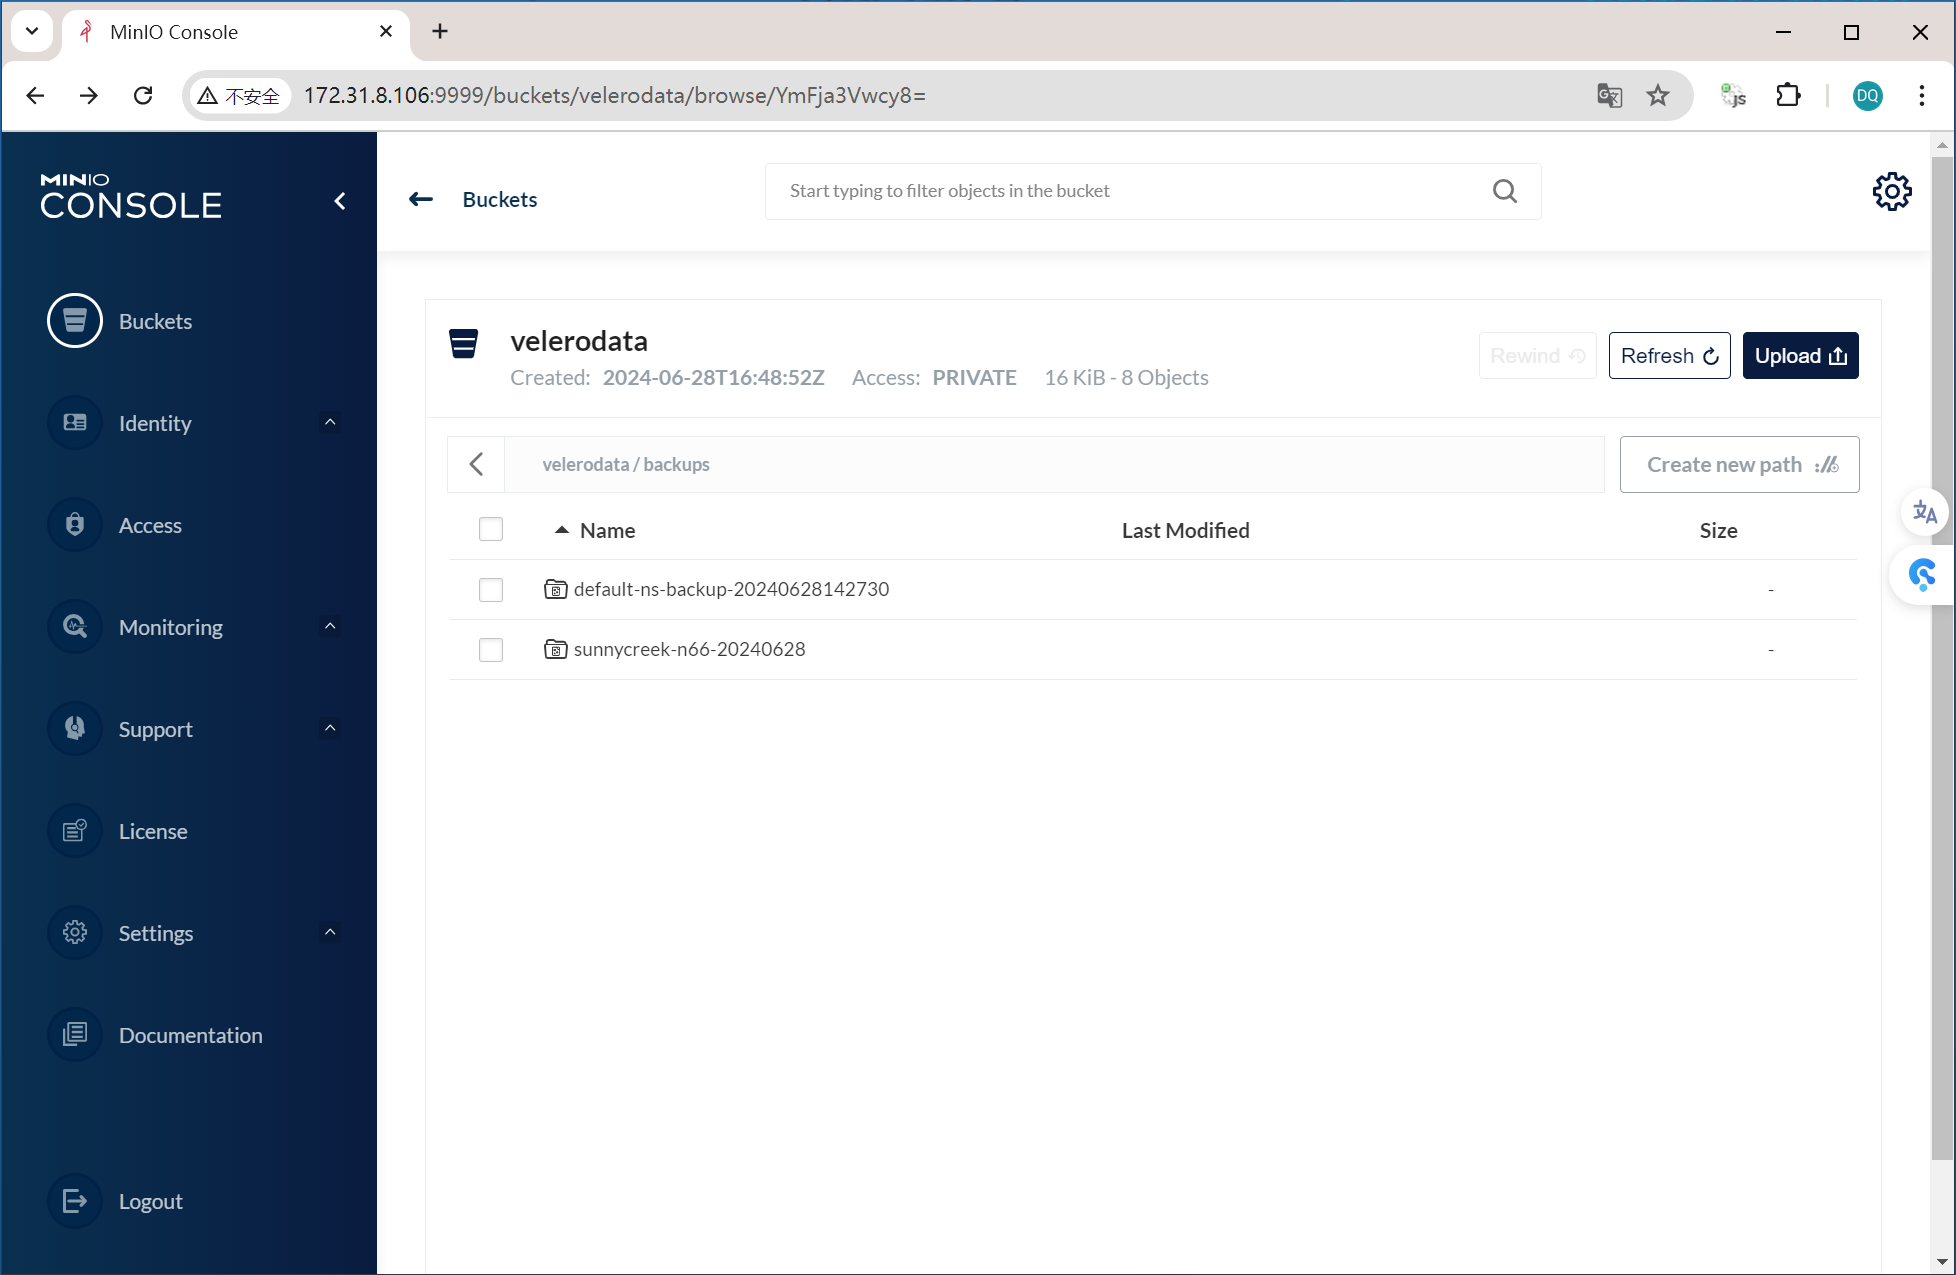 MinIO Console
不安全
172.31.8.106:9999/buckets/velerodata/browse/YmFja3Vwcy8=
DQ
js
MINIO
CONSOLE
Buckets
Identity
Access
Monitoring
Support
License
Settings
Documentation
Logout
Buckets
Start typing to filter objects in the bucket
velerodata
Created: 2024-06-28T16:48:52Z Access: PRIVATE 16 KiB - 8 Objects
Rewind
Refresh
Upload
velerodata / backups
Create new path
Name Last Modified Size
default-ns-backup-20240628142730 -
sunnycreek-n66-20240628 -